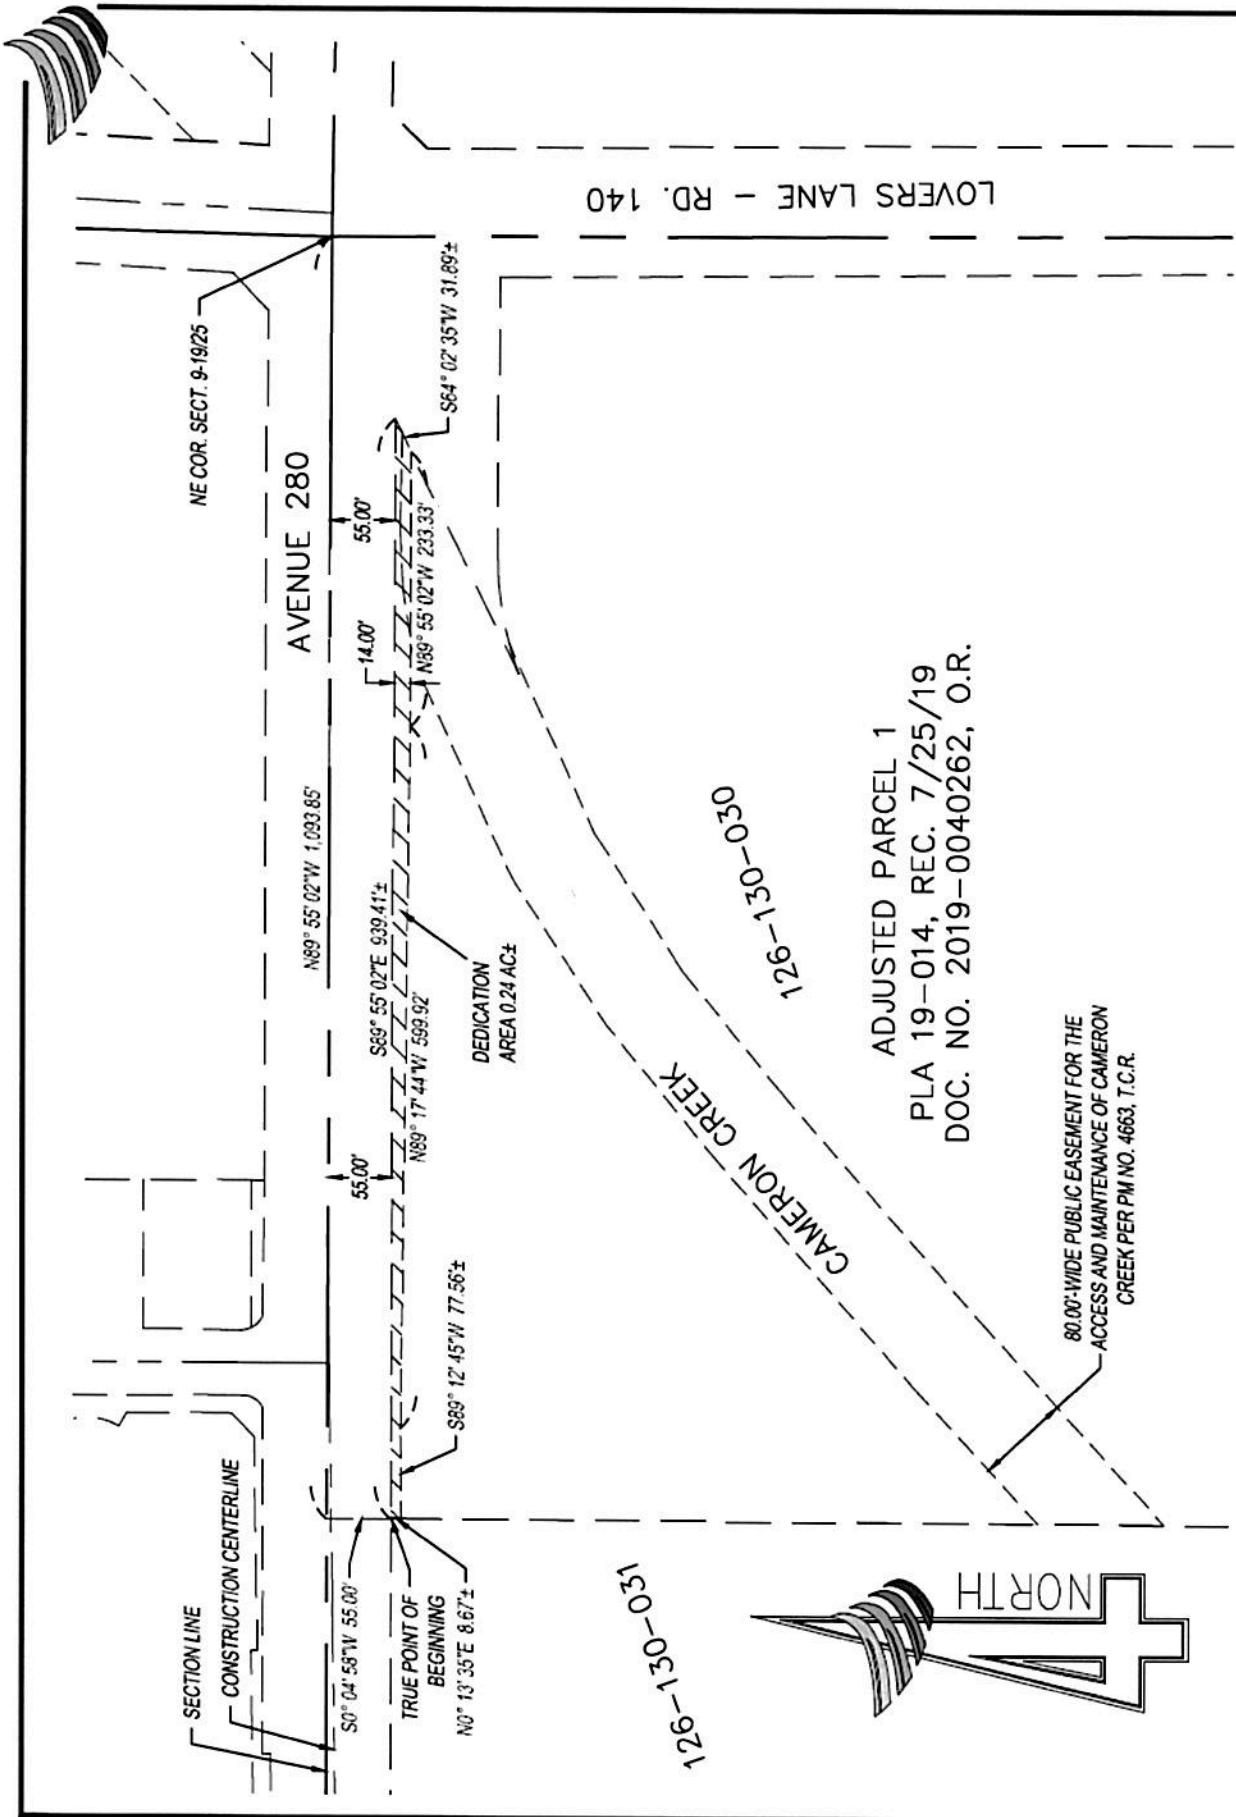 NE COR. SECT. 9-19/25
AVENUE 280
LOVERS LANE - RD. 140
55.00'
14.00'
S64° 02' 35"W 31.89'±
N89° 55' 02"W 233.33'
N89° 55' 02"W 1,093.85'
S89° 55' 02"E 939.41'±
N89° 17' 44"W 599.92'
DEDICATION
AREA 0.24 AC±
55.00'
S89° 12' 45"W 77.56'±
SECTION LINE
CONSTRUCTION CENTERLINE
S0° 04' 58"W 55.00'
TRUE POINT OF
BEGINNING
N0° 13' 35"E 8.67'±
126-130-031
CAMERON CREEK
126-130-030
ADJUSTED PARCEL 1
PLA 19-014, REC. 7/25/19
DOC. NO. 2019-0040262, O.R.
80.00'-WIDE PUBLIC EASEMENT FOR THE
ACCESS AND MAINTENANCE OF CAMERON
CREEK PER PM NO. 4663, T.C.R.
NORTH